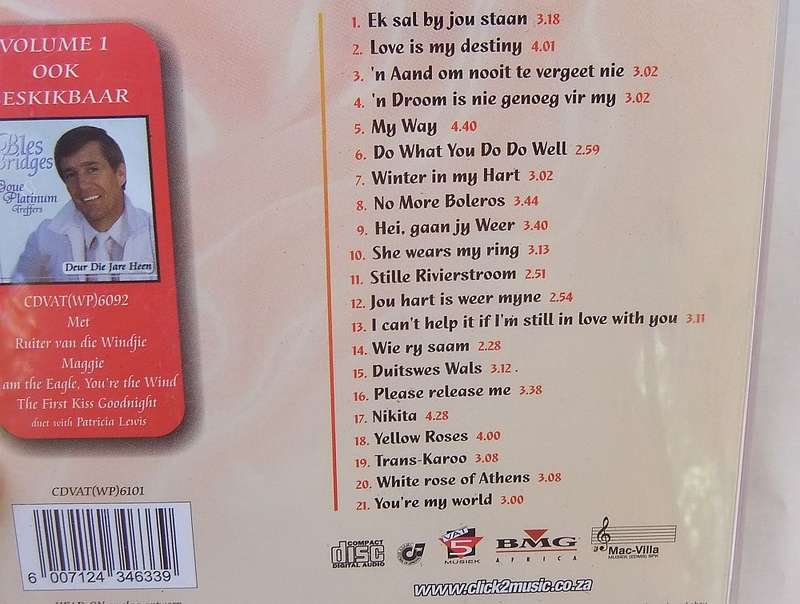 VOLUME 1
OOK
BESKIKBAAR
Bles
Bridges
Platinum
Treffers
Deur Die Jare Heen
CDVAT(WP)6092
Met
Ruiter van die Windjie
Maggie
am the Eagle, You're the Wind
The First Kiss Goodnight
duet with Patricia Lewis
CDVAT(WP)6101
6 007124 346339
1. Ek sal by jou staan 3.18
2. Love is my destiny 4.01
3. 'n Aand om nooit te vergeet nie 3.02
4. 'n Droom is nie genoeg vir my 3.02
5. My Way 4.40
6. Do What You Do Do Well 2.59
7. Winter in my Hart 3.02
8. No More Boleros 3.44
9. Hei, gaan jy Weer 3.40
10. She wears my ring 3.13
11. Stille Rivierstroom 2.51
12. Jou hart is weer myne 2.54
13. I can't help it if I'm still in love with you 3.11
14. Wie ry saam 2.28
15. Duitswes Wals 3.12 .
16. Please release me 3.38
17. Nikita 4.28
18. Yellow Roses 4.00
19. Trans-Karoo 3.08
20. White rose of Athens 3.08
21. You're my world 3.00
COMPACT
disc
DIGITAL AUDIO
VAT
5
MUSIEK
BMG
AFRICA
Mac-Villa
MUSIEK (EDMS) BPK
www.click2music.co.za